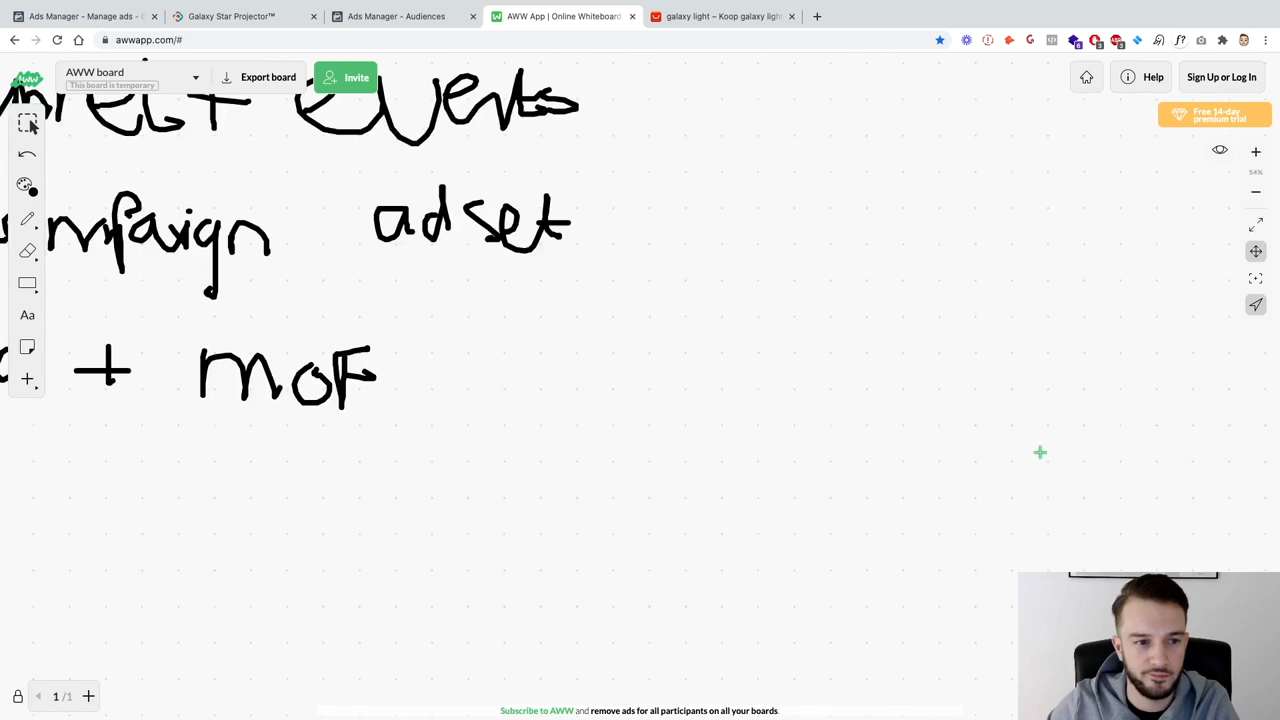 Ads Manager - Manage ads - C
Galaxy Star Projector™
Ads Manager - Audiences
AWW App | Online Whiteboard
galaxy light – Koop galaxy ligh
awwapp.com/#
AWW board
This board is temporary
Export board
Invite
Help
Sign Up or Log In
Free 14-day
premium trial
54%
Aa
+ events
mpaign adset
+ moF
1 /1
Subscribe to AWW and remove ads for all participants on all your boards.